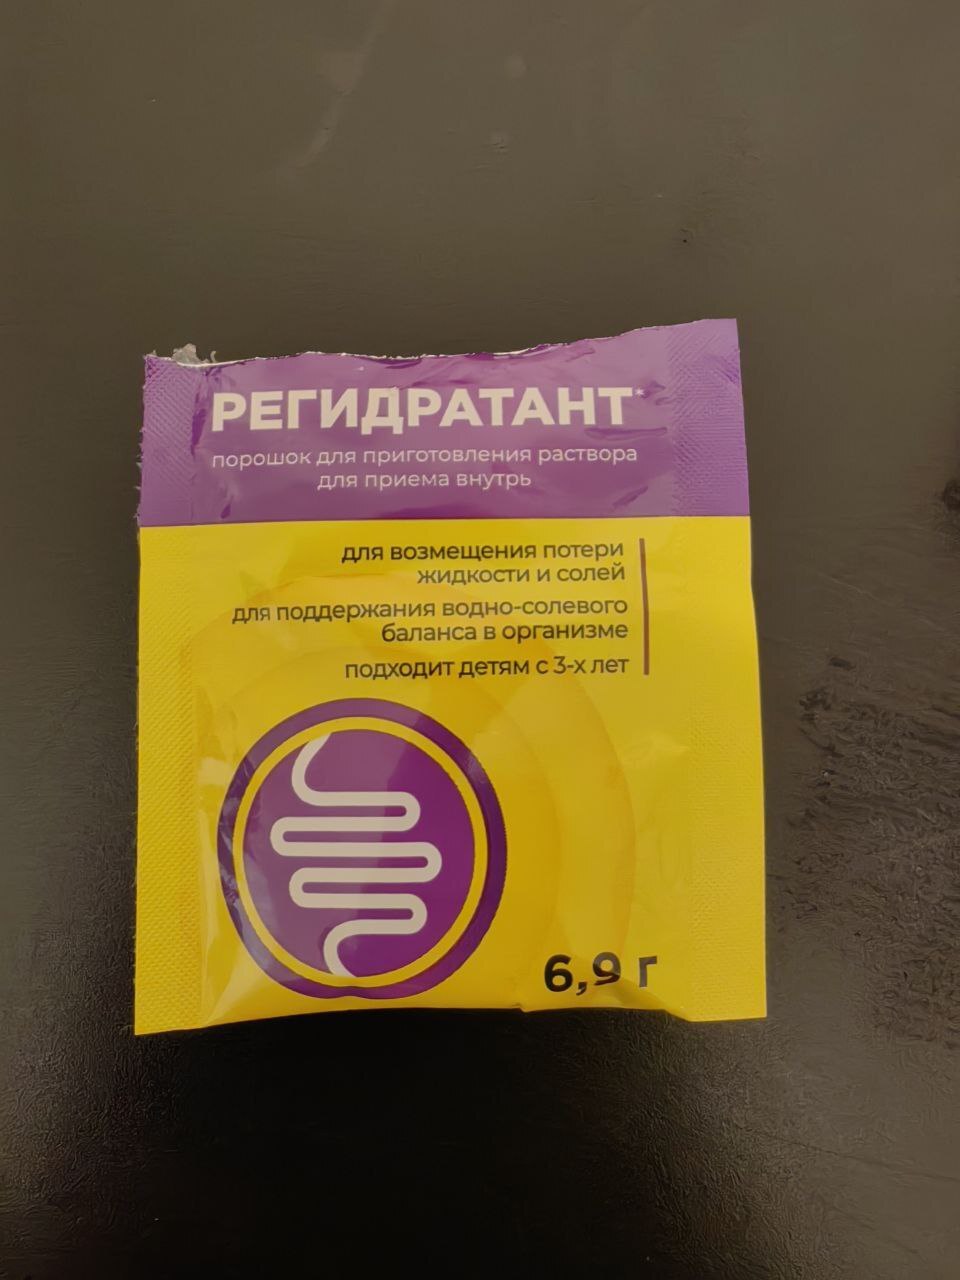 РЕГИДРАТАНТ*
порошок для приготовления раствора
для приема внутрь
для возмещения потери
жидкости и солей
для поддержания водно-солевого
баланса в организме
подходит детям с 3-х лет
6,9 г